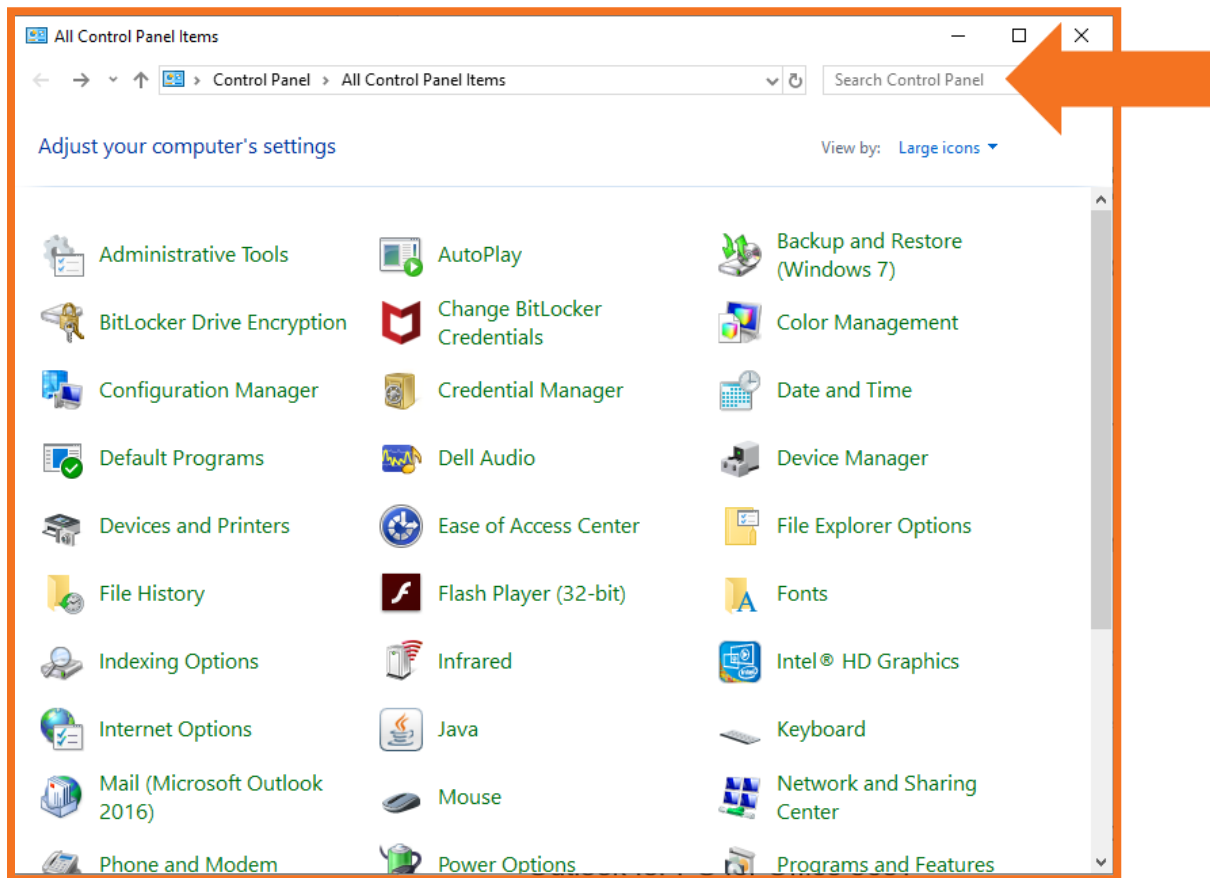 All Control Panel Items
Control Panel > All Control Panel Items
Search Control Panel
Adjust your computer's settings
View by: Large icons
Administrative Tools
AutoPlay
Backup and Restore
(Windows 7)
BitLocker Drive Encryption
Change BitLocker
Credentials
Color Management
Configuration Manager
Credential Manager
Date and Time
Default Programs
Dell Audio
Device Manager
Devices and Printers
Ease of Access Center
File Explorer Options
File History
Flash Player (32-bit)
Fonts
Indexing Options
Infrared
Intel® HD Graphics
Internet Options
Java
Keyboard
Mail (Microsoft Outlook
2016)
Mouse
Network and Sharing
Center
Phone and Modem
Power Options
Programs and Features